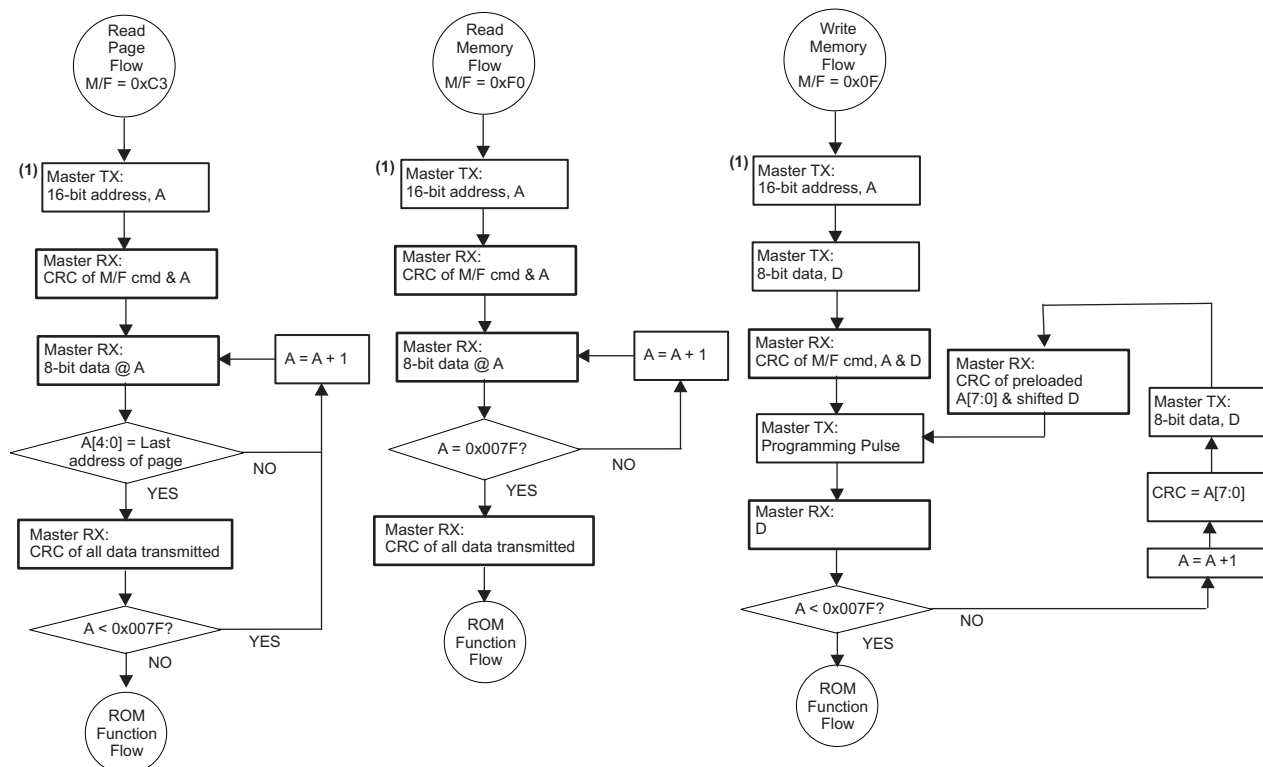 Read
Page
Flow
M/F = 0xC3
(1)
Master TX:
16-bit address, A
Master RX:
CRC of M/F cmd & A
Master RX:
8-bit data @ A
A = A + 1
A[4:0] = Last
address of page
NO
YES
Master RX:
CRC of all data transmitted
A < 0x007F?
YES
NO
ROM
Function
Flow
Read
Memory
Flow
M/F = 0xF0
(1)
Master TX:
16-bit address, A
Master RX:
CRC of M/F cmd & A
Master RX:
8-bit data @ A
A = A + 1
A = 0x007F?
NO
YES
Master RX:
CRC of all data transmitted
ROM
Function
Flow
Write
Memory
Flow
M/F = 0x0F
(1)
Master TX:
16-bit address, A
Master TX:
8-bit data, D
Master RX:
CRC of M/F cmd, A & D
Master TX:
Programming Pulse
Master RX:
D
A < 0x007F?
NO
YES
ROM
Function
Flow
A = A +1
CRC = A[7:0]
Master TX:
8-bit data, D
Master RX:
CRC of preloaded
A[7:0] & shifted D